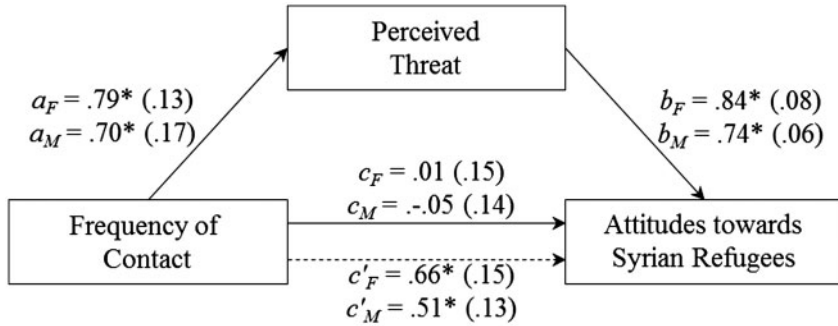 Perceived
Threat
a_F = .79* (.13)
a_M = .70* (.17)
b_F = .84* (.08)
b_M = .74* (.06)
c_F = .01 (.15)
c_M = .-.05 (.14)
Frequency of
Contact
Attitudes towards
Syrian Refugees
c'_F = .66* (.15)
c'_M = .51* (.13)